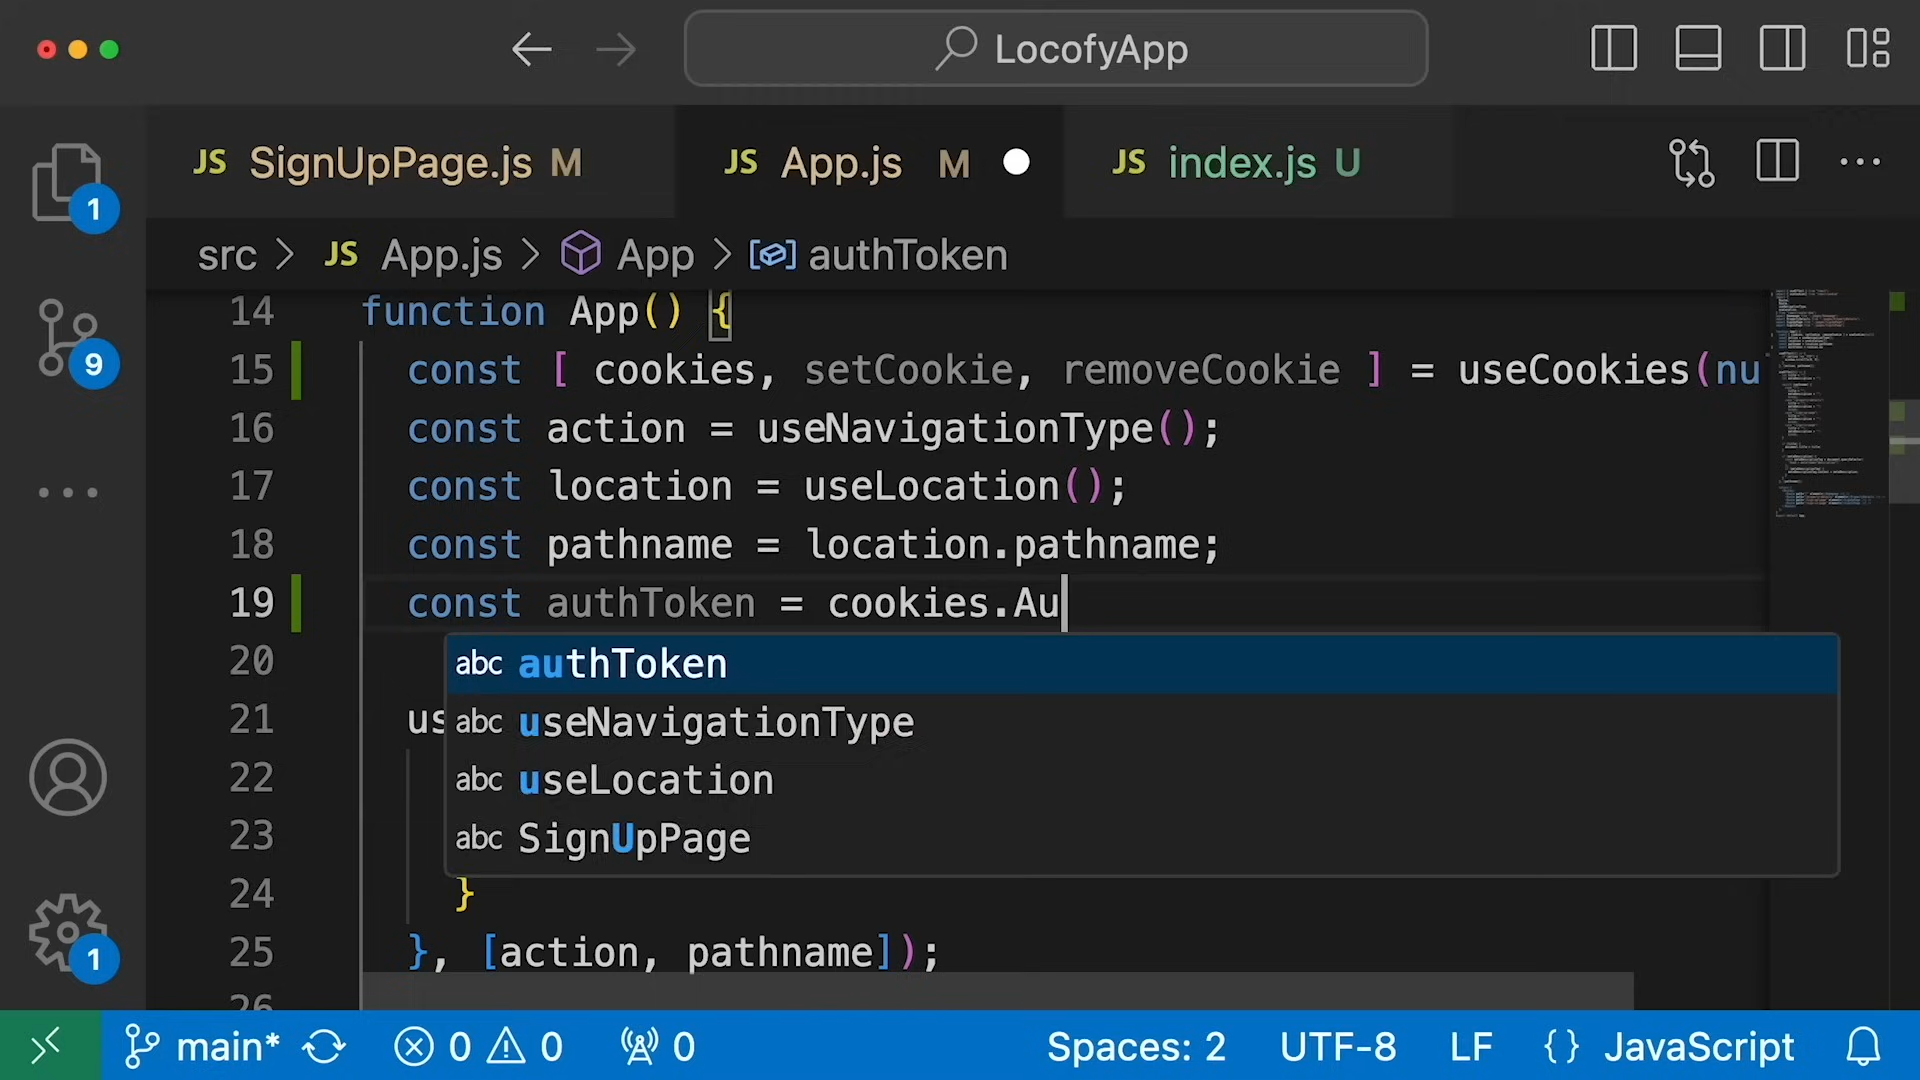 LocofyApp
JS SignUpPage.js M JS App.js M JS index.js U
1
src > JS App.js > App > authToken
14 function App() {
15 const [ cookies, setCookie, removeCookie ] = useCookies(nu
16 const action = useNavigationType();
17 const location = useLocation();
18 const pathname = location.pathname;
19 const authToken = cookies.Au
20
abc authToken
21 us
abc useNavigationType
22
abc useLocation
23
abc SignUpPage
24 }
25 }, [action, pathname]);
26
9
1
main* 0 0 0 Spaces: 2 UTF-8 LF {} JavaScript